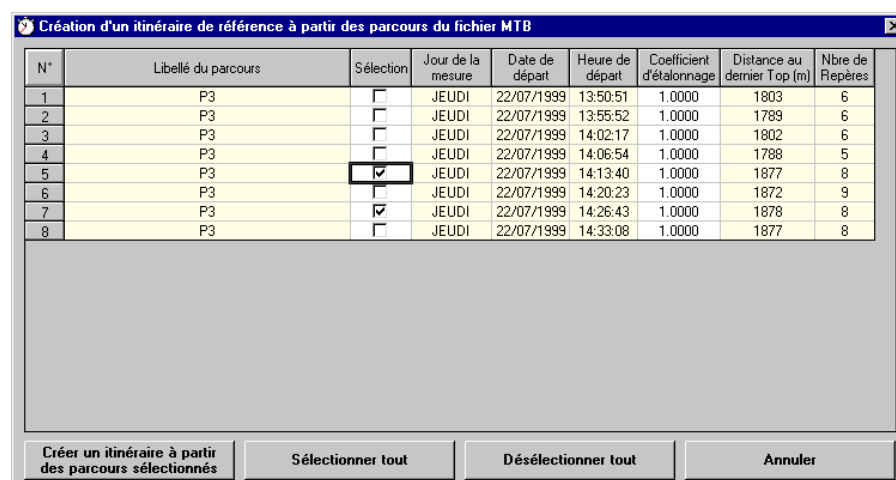 Création d'un itinéraire de référence à partir des parcours du fichier MTB
N° Libellé du parcours Sélection Jour de la mesure Date de départ Heure de départ Coefficient d'étalonnage Distance au dernier Top (m) Nbre de Repères
1 P3 JEUDI 22/07/1999 13:50:51 1.0000 1803 6
2 P3 JEUDI 22/07/1999 13:55:52 1.0000 1789 6
3 P3 JEUDI 22/07/1999 14:02:17 1.0000 1802 6
4 P3 JEUDI 22/07/1999 14:06:54 1.0000 1788 5
5 P3 JEUDI 22/07/1999 14:13:40 1.0000 1877 8
6 P3 JEUDI 22/07/1999 14:20:23 1.0000 1872 9
7 P3 JEUDI 22/07/1999 14:26:43 1.0000 1878 8
8 P3 JEUDI 22/07/1999 14:33:08 1.0000 1877 8
Créer un itinéraire à partir
des parcours sélectionnés
Sélectionner tout
Désélectionner tout
Annuler